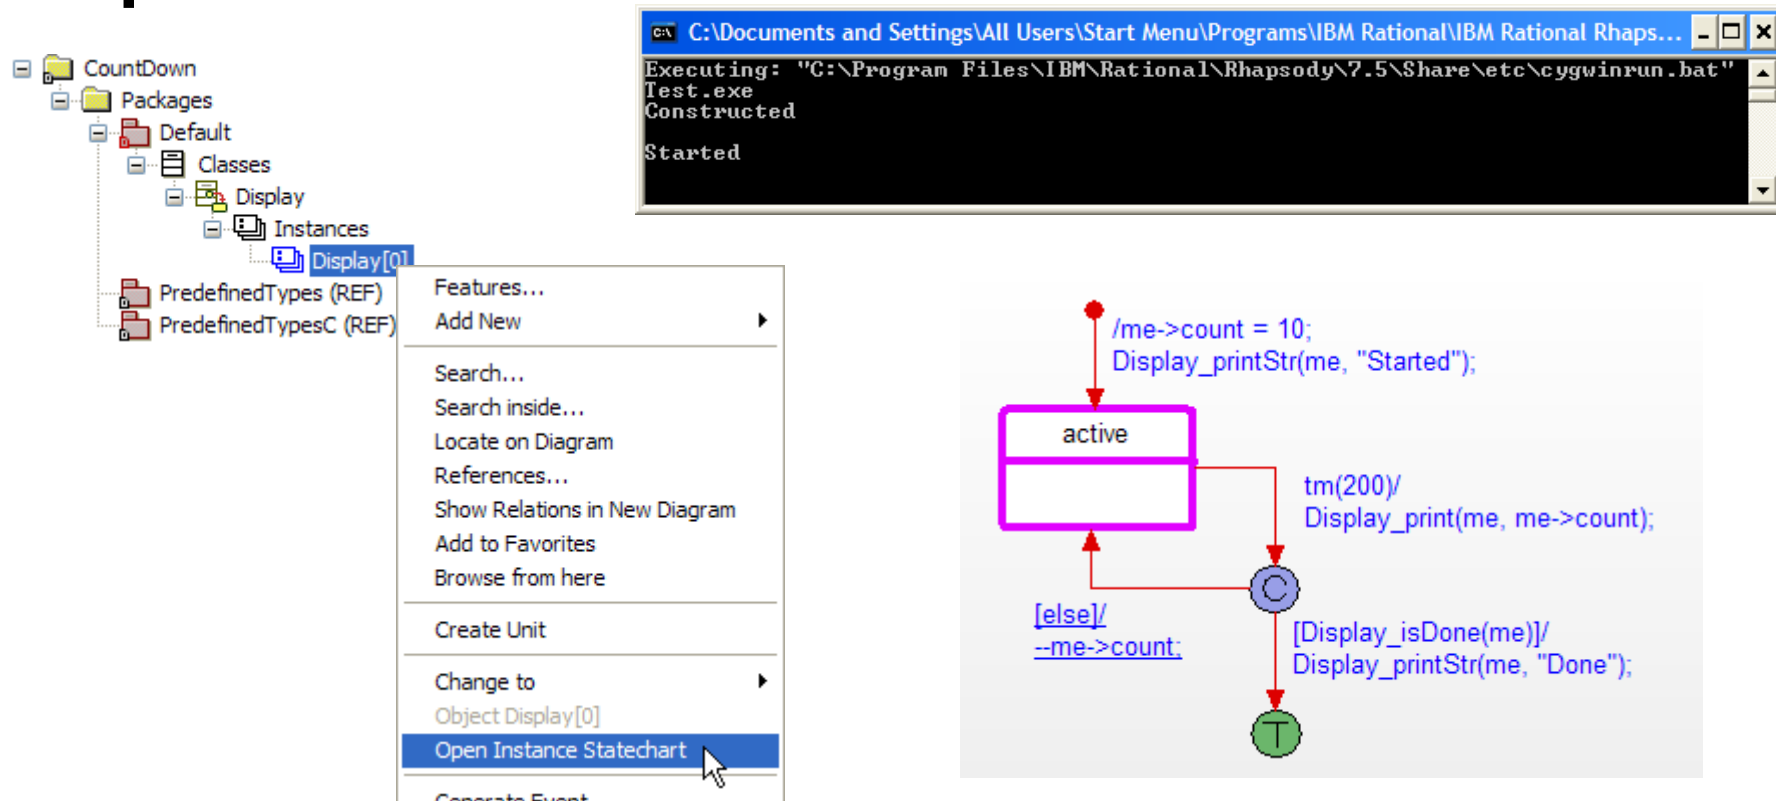 C:\Documents and Settings\All Users\Start Menu\Programs\IBM Rational\IBM Rational Rhaps...
Executing: "C:\Program Files\IBM\Rational\Rhapsody\7.5\Share\etc\cygwinrun.bat"
Test.exe
Constructed
Started
CountDown
Packages
Default
Classes
Display
Instances
Display[0]
PredefinedTypes (REF)
PredefinedTypesC (REF)
Features...
Add New
Search...
Search inside...
Locate on Diagram
References...
Show Relations in New Diagram
Add to Favorites
Browse from here
Create Unit
Change to
Object Display[0]
Open Instance Statechart
Generate Event
/me->count = 10;
Display_printStr(me, "Started");
active
tm(200)/
Display_print(me, me->count);
C
[else]/
--me->count;
[Display_isDone(me)]/
Display_printStr(me, "Done");
T